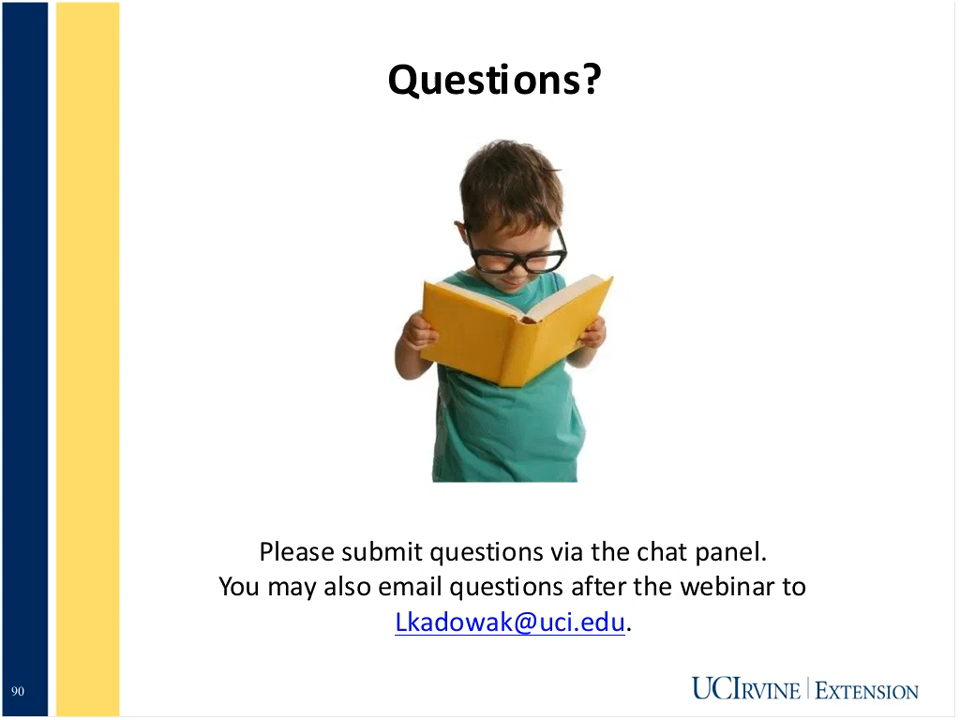 Questions?
Please submit questions via the chat panel.
You may also email questions after the webinar to
Lkadowak@uci.edu.
90
UCIRVINE | EXTENSION